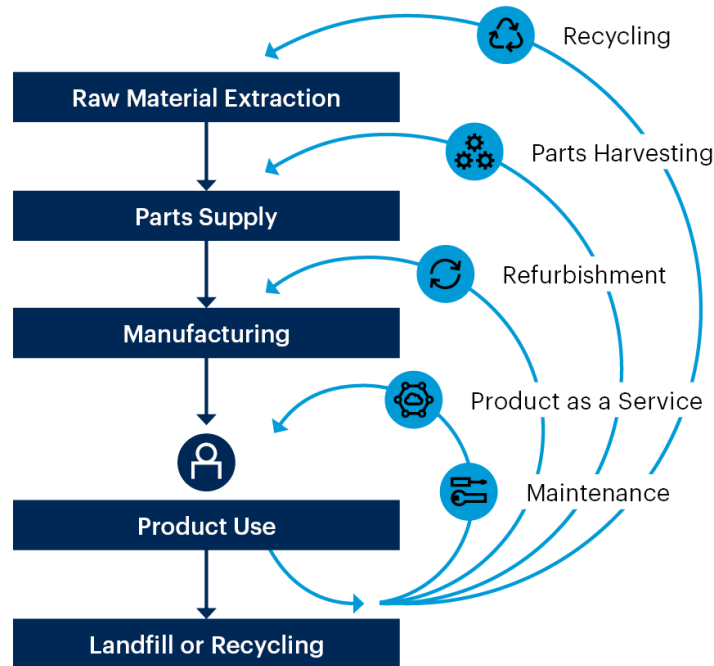 Recycling
Raw Material Extraction
Parts Harvesting
Parts Supply
Refurbishment
Manufacturing
Product as a Service
Maintenance
Product Use
Landfill or Recycling